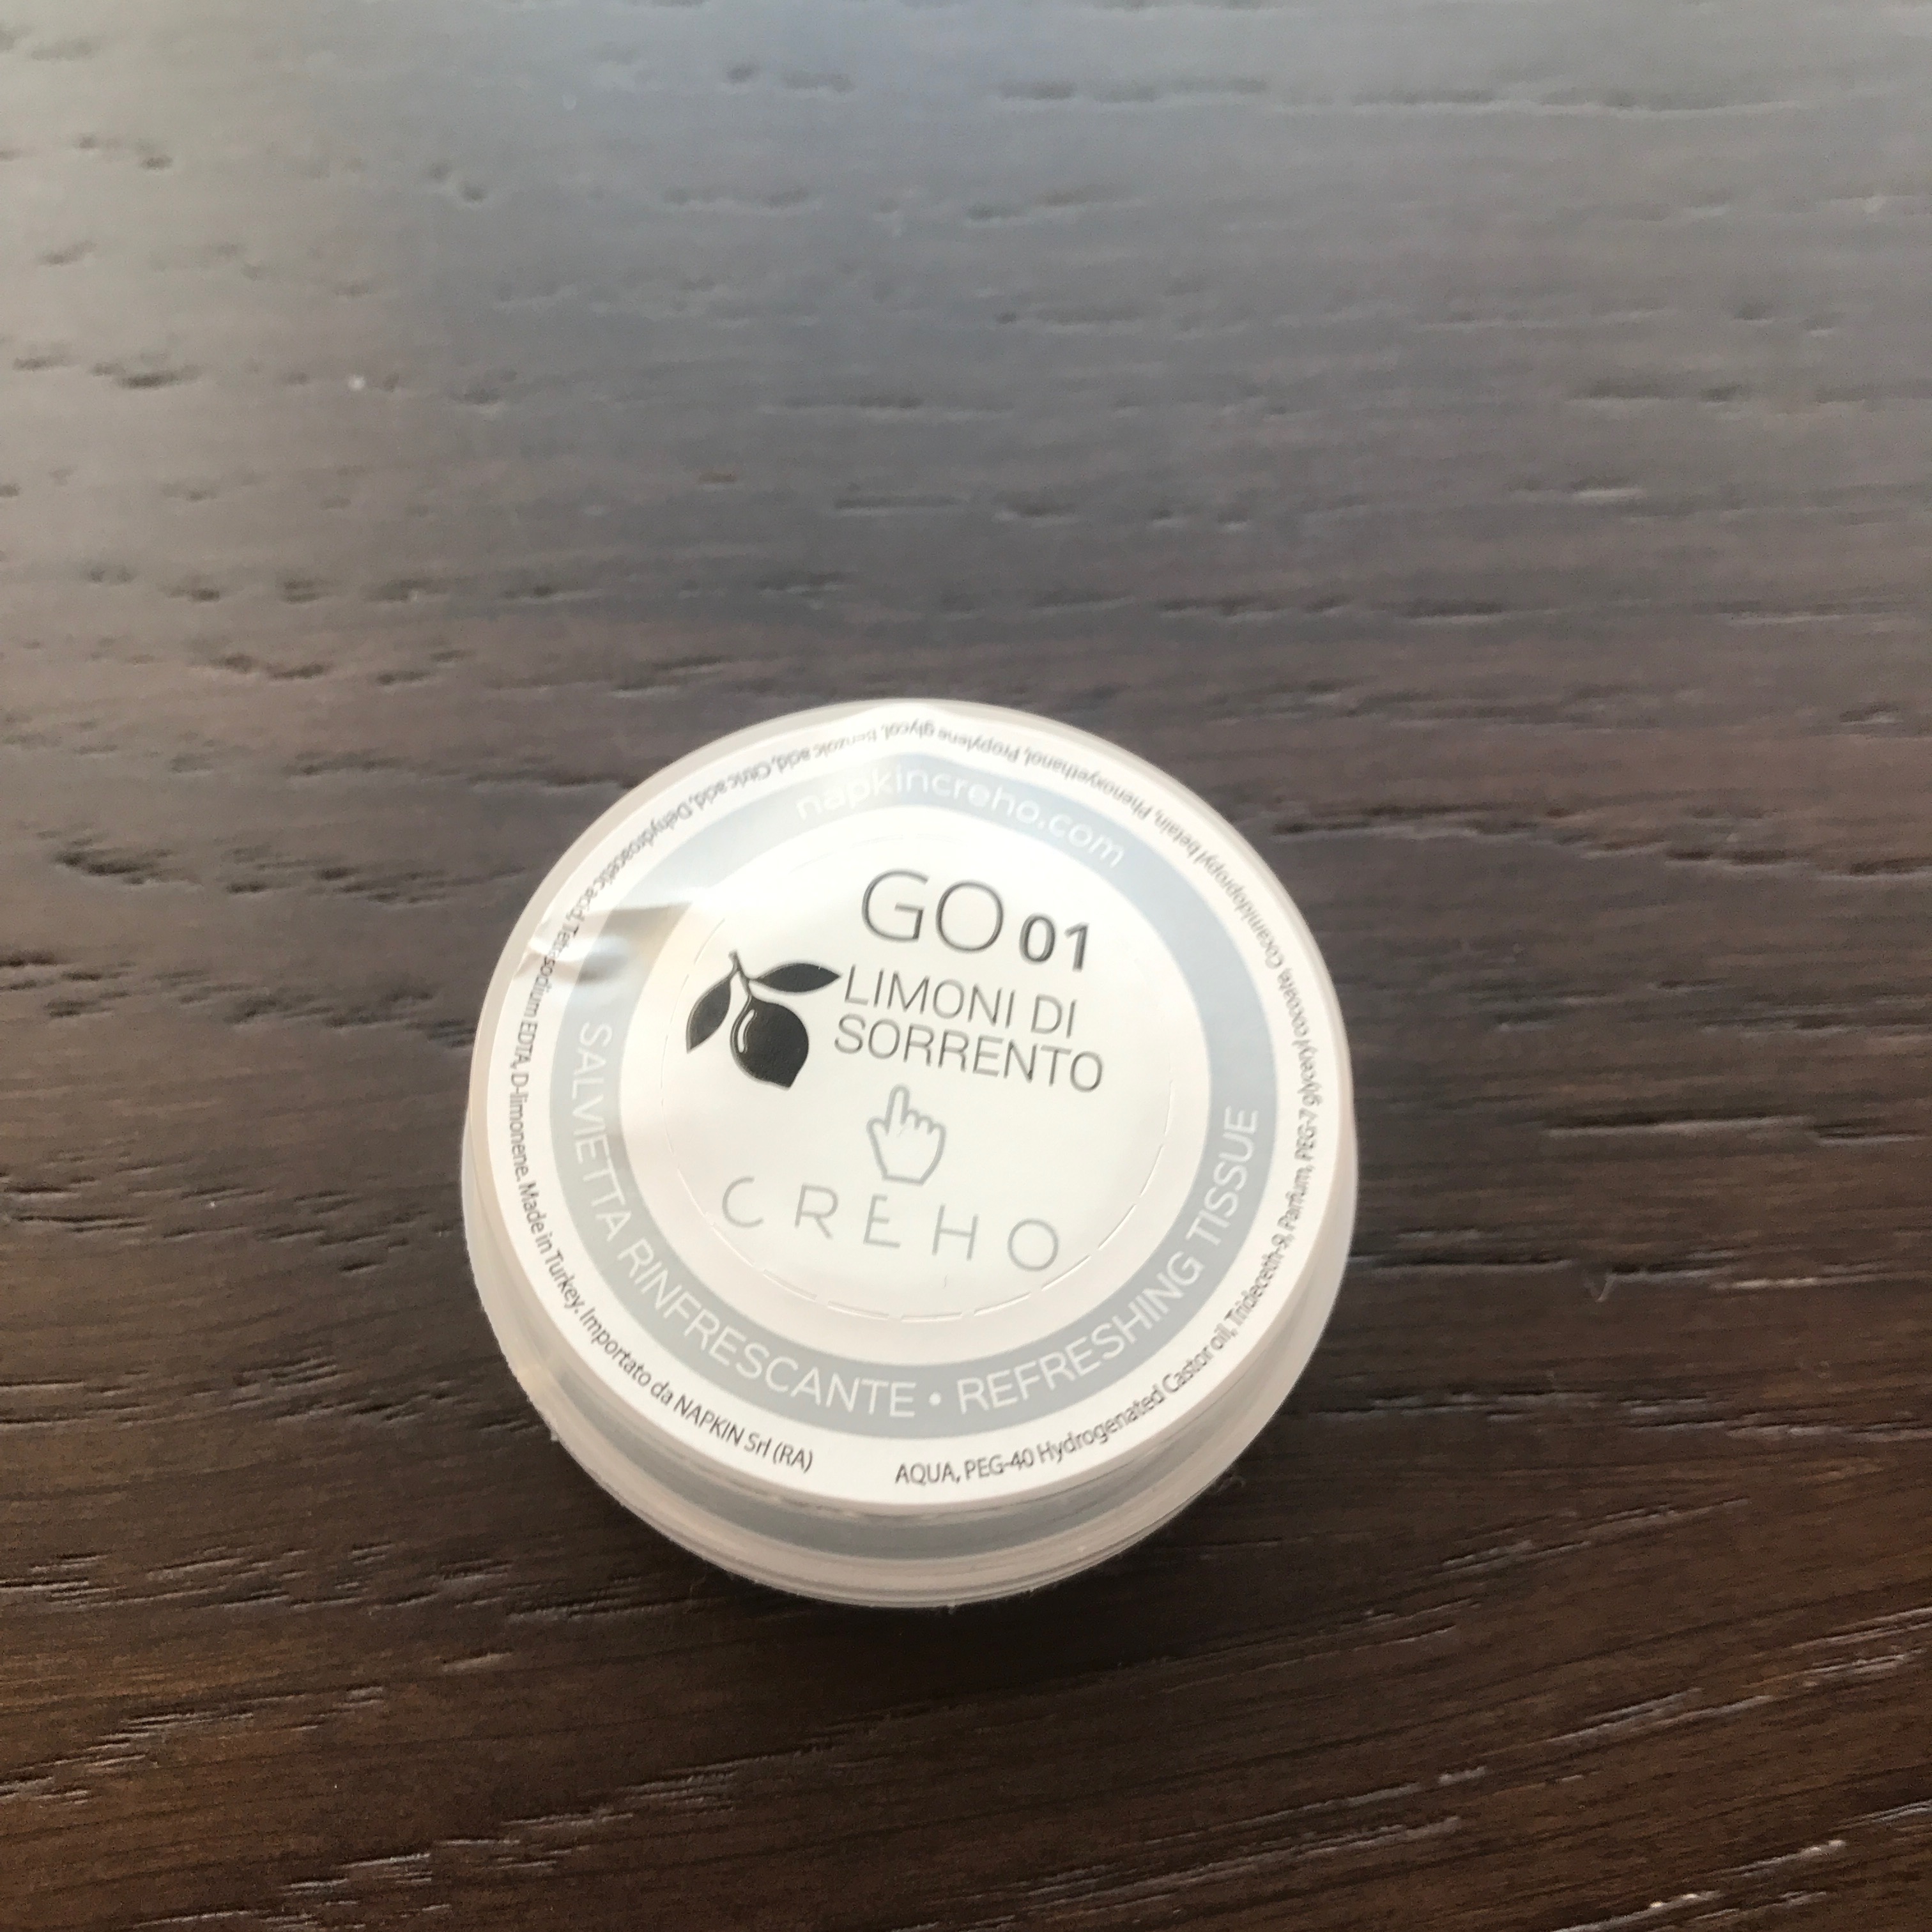 napkincreho.com
GO 01
LIMONI DI
SORRENTO
CREHO
SALVIETTA RINFRESCANTE • REFRESHING TISSUE
AQUA, PEG-40 Hydrogenated Castor oil, Trideceth-9, Parfum, PEG-7 glyceryl cocoate, Cocamidopropyl betain, Phenoxyethanol, Propylene glycol, benzoic acid, Citric acid, Dehydroacetic acid, Tetrasodium EDTA, D-limonene. Made in Turkey. Importato da NAPKIN Srl (RA)